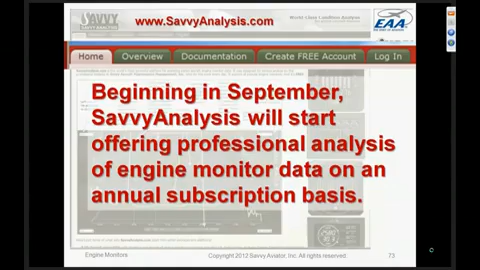 SAVVY
www.SavvyAnalysis.com
EAA
Home Overview Documentation Create FREE Account Log In
Beginning in September,
SavvyAnalysis will start
offering professional analysis
of engine monitor data on an
annual subscription basis.
Engine Monitors Copyright 2012 Savvy Aviator, Inc. All rights reserved. 73